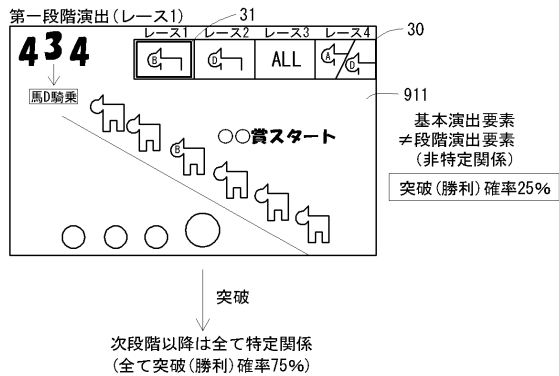 第一段階演出(レース1)
31
30
レース1 レース2 レース3 レース4
434
B D ALL A D
馬D騎乗
911
○○賞スタート
B
基本演出要素
≠段階演出要素
(非特定関係)
突破(勝利)確率25%
突破
次段階以降は全て特定関係
(全て突破(勝利)確率75%)